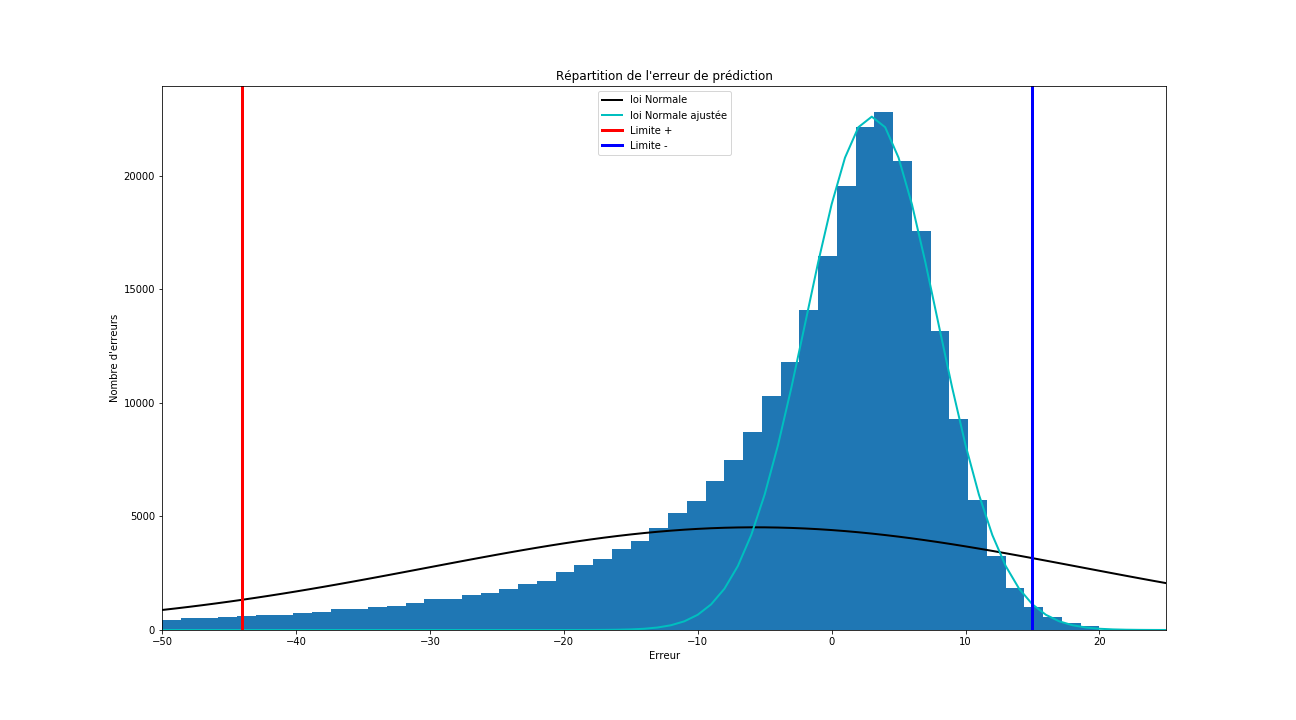 Répartition de l'erreur de prédiction
loi Normale
loi Normale ajustée
Limite +
Limite -
Nombre d'erreurs
20000
15000
10000
5000
0
−50
−40
−30
−20
−10
0
10
20
Erreur